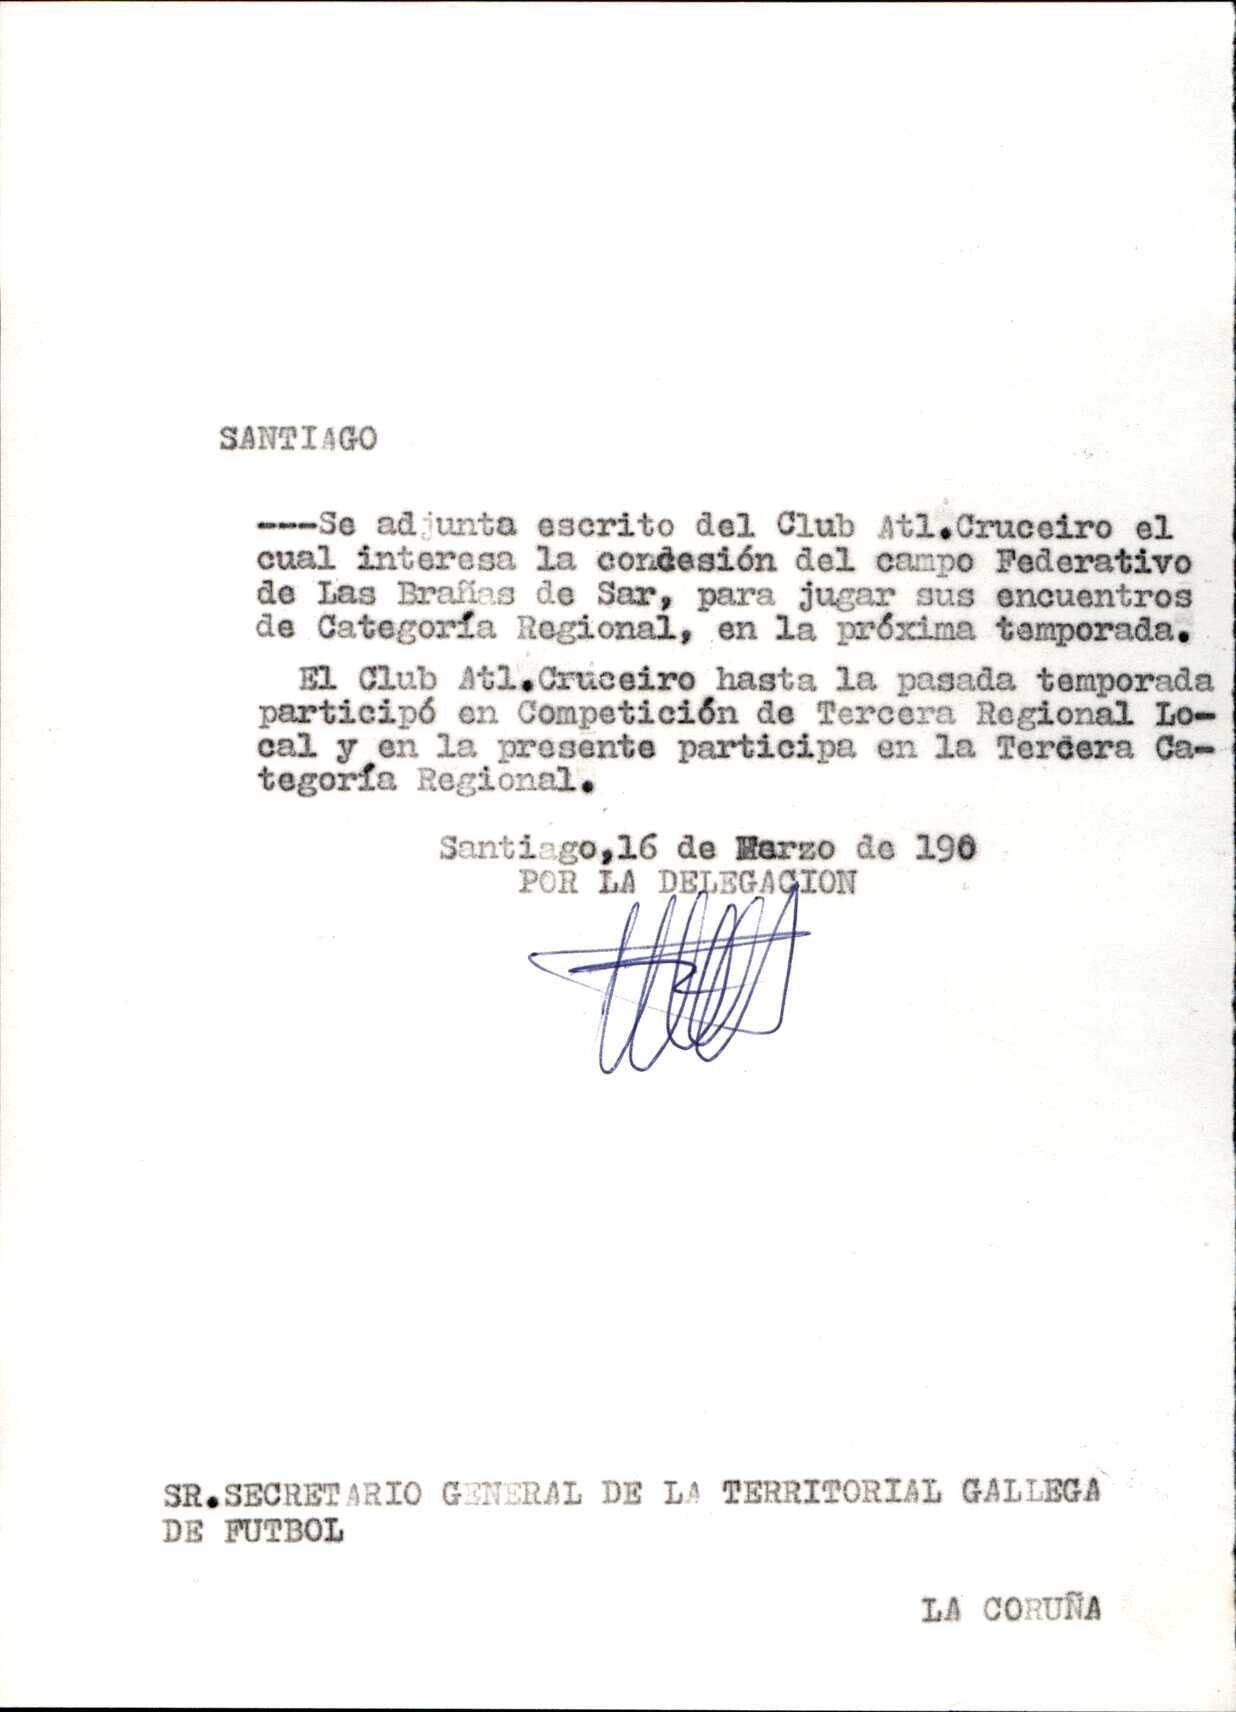 SANTIAGO
---Se adjunta escrito del Club Atl.Cruceiro el
cual interesa la condesión del campo Federativo
de Las Brañas de Sar, para jugar sus encuentros
de Categoría Regional, en la próxima temporada.
El Club Atl.Cruceiro hasta la pasada temporada
participó en Competición de Tercera Regional Lo-
cal y en la presente participa en la Tercera Ca-
tegoría Regional.
Santiago,16 de Marzo de 190
POR LA DELEGACION
SR.SECRETARIO GENERAL DE LA TERRITORIAL GALLEGA
DE FUTBOL
LA CORUÑA